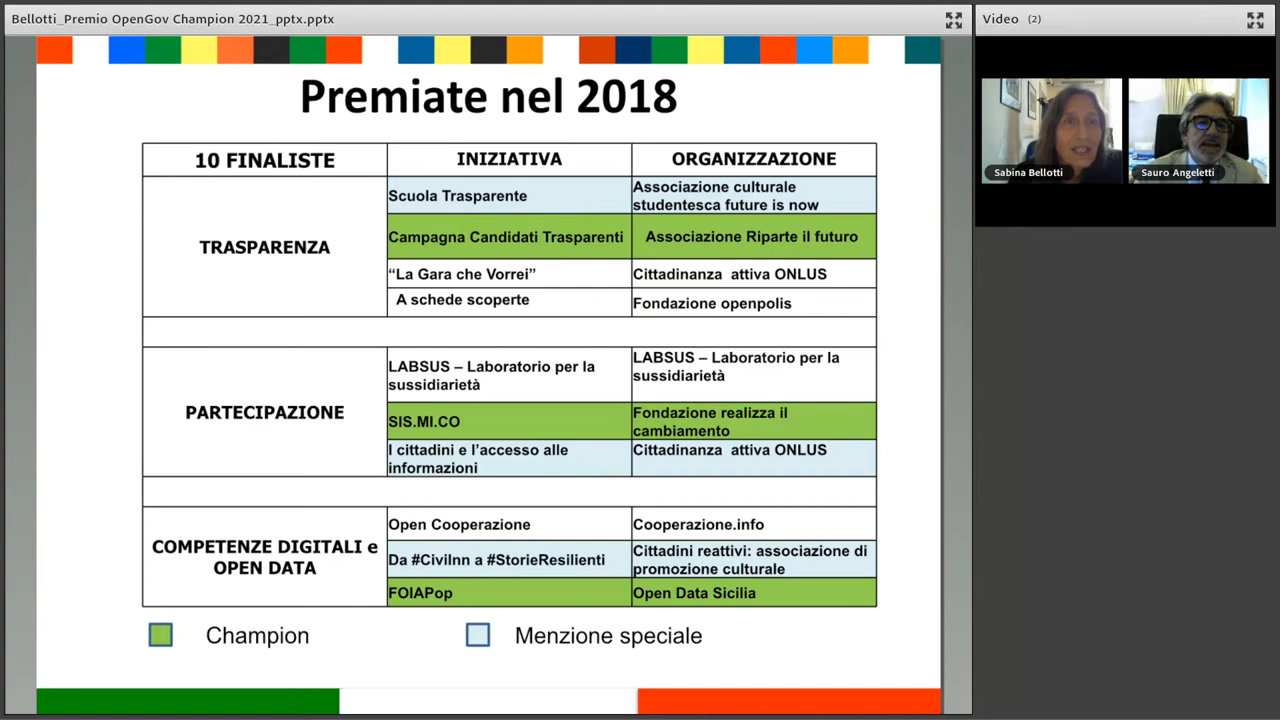 Bellotti_Premio OpenGov Champion 2021_pptx.pptx
Video (2)
Sabina Bellotti
Sauro Angeletti
Premiate nel 2018
10 FINALISTE
INIZIATIVA
ORGANIZZAZIONE
TRASPARENZA
Scuola Trasparente
Associazione culturale
studentesca future is now
Campagna Candidati Trasparenti
Associazione Riparte il futuro
“La Gara che Vorrei”
Cittadinanza attiva ONLUS
A schede scoperte
Fondazione openpolis
PARTECIPAZIONE
LABSUS – Laboratorio per la
sussidiarietà
LABSUS – Laboratorio per la
sussidiarietà
SIS.MI.CO
Fondazione realizza il
cambiamento
I cittadini e l’accesso alle
informazioni
Cittadinanza attiva ONLUS
COMPETENZE DIGITALI e
OPEN DATA
Open Cooperazione
Cooperazione.info
Da #CiviInn a #StorieResilienti
Cittadini reattivi: associazione di
promozione culturale
FOIAPop
Open Data Sicilia
Champion
Menzione speciale